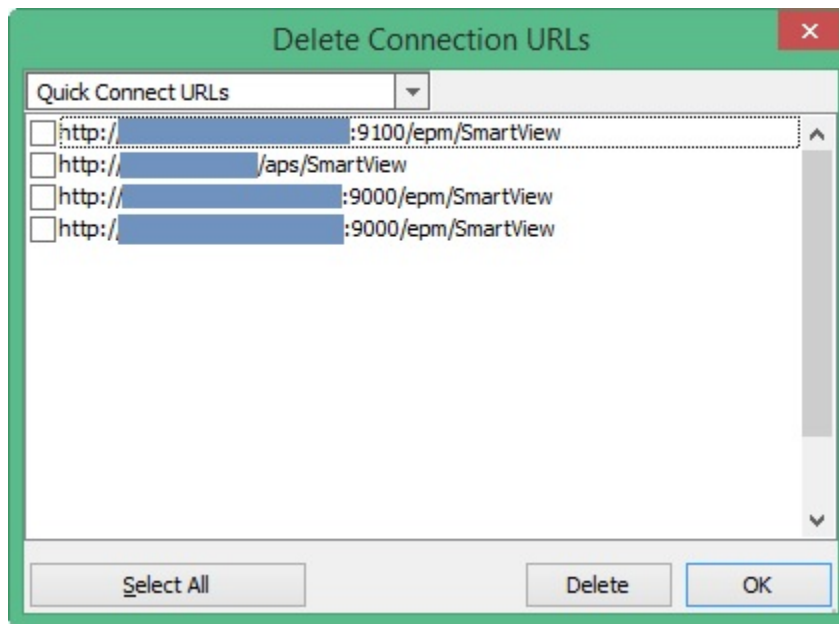 Delete Connection URLs
Quick Connect URLs
http:// :9100/epm/SmartView
http:// /aps/SmartView
http:// :9000/epm/SmartView
http:/ :9000/epm/SmartView
Select All Delete OK